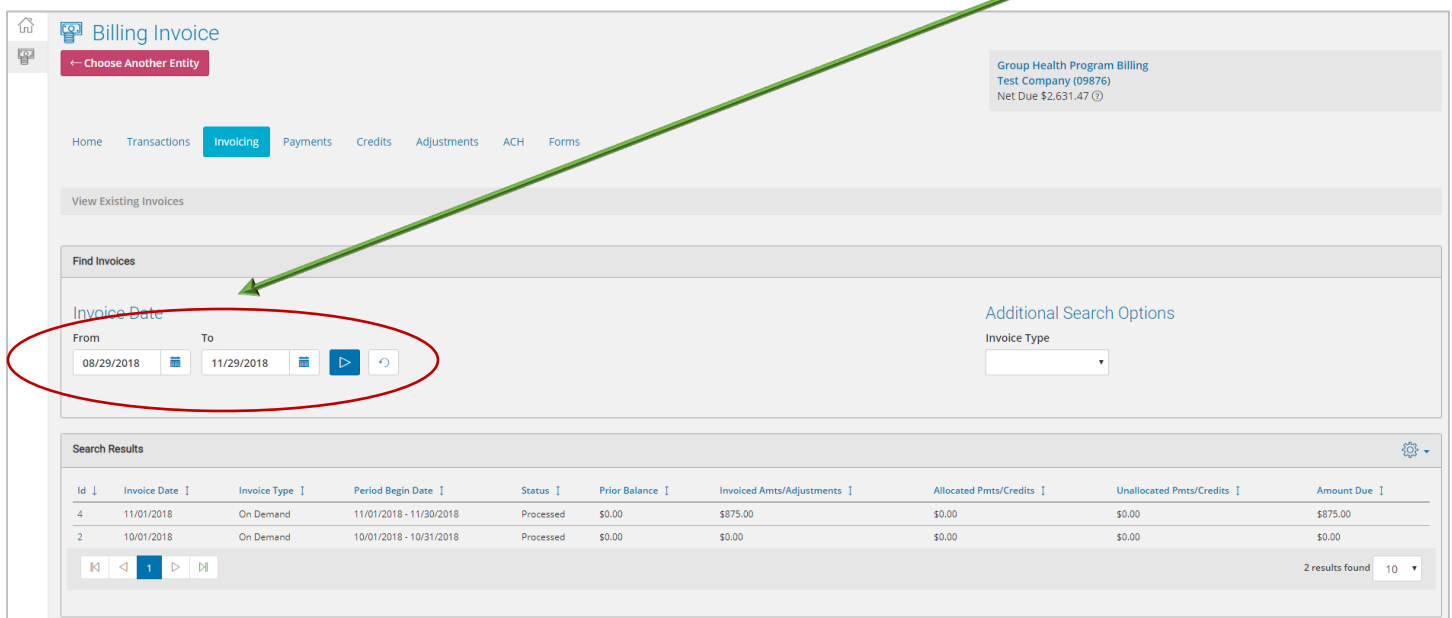 Billing Invoice
← Choose Another Entity
Group Health Program Billing
Test Company (09876)
Net Due $2,631.47 ?
Home Transactions Invoicing Payments Credits Adjustments ACH Forms
View Existing Invoices
Find Invoices
Invoice Date Additional Search Options
From To Invoice Type
08/29/2018 11/29/2018
Search Results
Id ↓ Invoice Date ↕ Invoice Type ↕ Period Begin Date ↕ Status ↕ Prior Balance ↕ Invoiced Amts/Adjustments ↕ Allocated Pmts/Credits ↕ Unallocated Pmts/Credits ↕ Amount Due ↕
4 11/01/2018 On Demand 11/01/2018 - 11/30/2018 Processed $0.00 $875.00 $0.00 $0.00 $875.00
2 10/01/2018 On Demand 10/01/2018 - 10/31/2018 Processed $0.00 $0.00 $0.00 $0.00 $0.00
1 2 results found 10